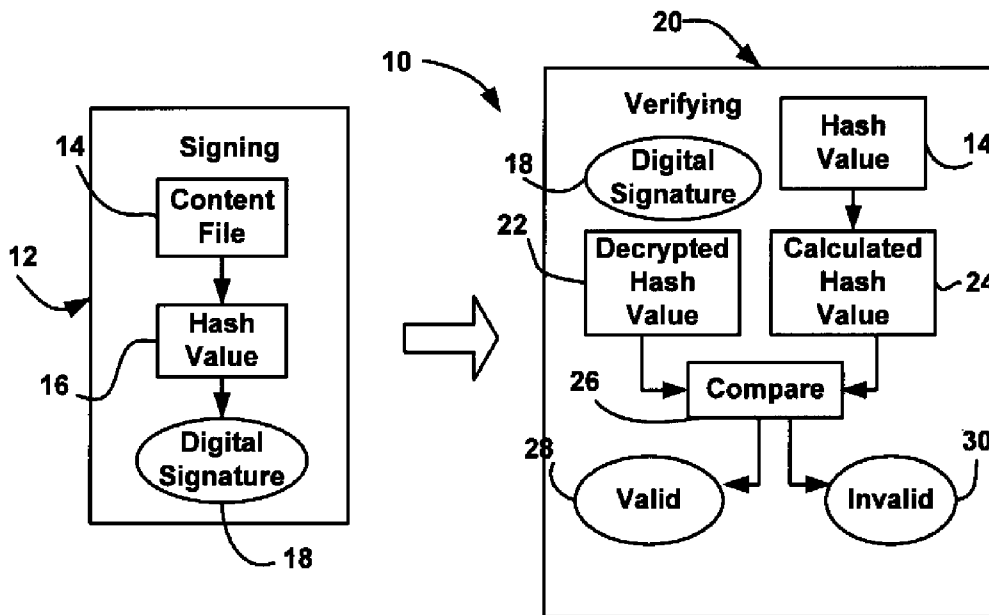 20
10
Verifying
Hash
Value
14
Signing
14
Content
File
18
Digital
Signature
22
Decrypted
Hash
Value
Calculated
Hash
Value
24
12
Hash
Value
16
Compare
26
Digital
Signature
28
Valid
Invalid
30
18